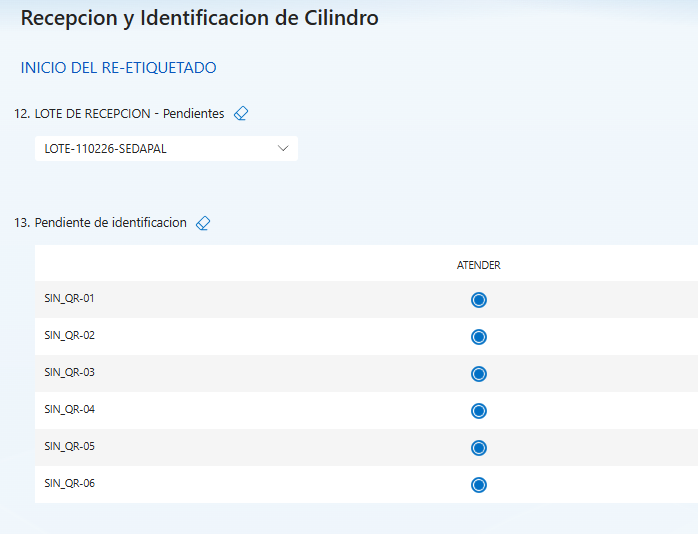 Recepcion y Identificacion de Cilindro
INICIO DEL RE-ETIQUETADO
12. LOTE DE RECEPCION - Pendientes
LOTE-110226-SEDAPAL
13. Pendiente de identificacion
ATENDER
SIN_QR-01
SIN_QR-02
SIN_QR-03
SIN_QR-04
SIN_QR-05
SIN_QR-06